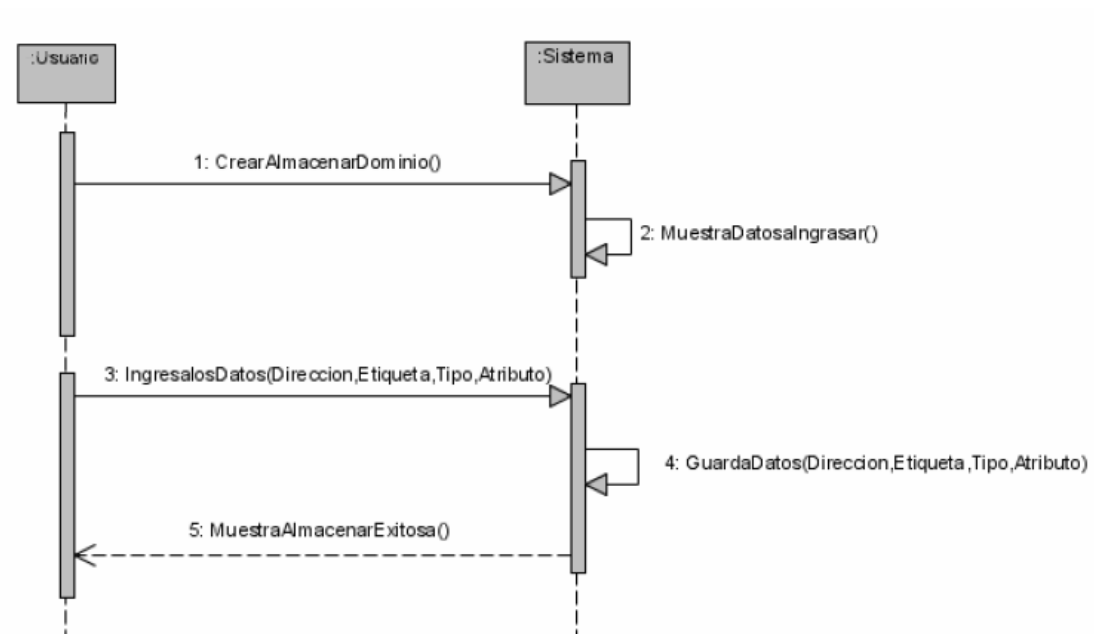 :Usuario
:Sistema
1: CrearAlmacenarDominio()
2: MuestraDatosaIngrasar()
3: IngresalosDatos(Direccion,Etiqueta,Tipo,Atributo)
4: GuardaDatos(Direccion,Etiqueta,Tipo,Atributo)
5: MuestraAlmacenarExitosa()